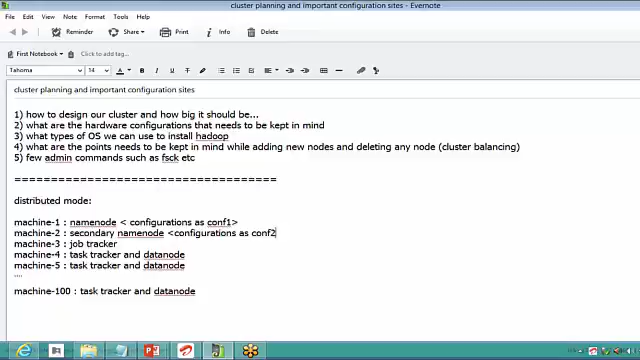 cluster planning and important configuration sites - Evernote
File Edit View Note Format Tools Help
Reminder Share Print Info Delete
First Notebook Click to add tag...
Tahoma 14
cluster planning and important configuration sites
1) how to design our cluster and how big it should be...
2) what are the hardware configurations that needs to be kept in mind
3) what types of OS we can use to install hadoop
4) what are the points needs to be kept in mind while adding new nodes and deleting any node (cluster balancing)
5) few admin commands such as fsck etc
=====================================
distributed mode:
machine-1 : namenode < configurations as conf1>
machine-2 : secondary namenode <configurations as conf2
machine-3 : job tracker
machine-4 : task tracker and datanode
machine-5 : task tracker and datanode
....
machine-100 : task tracker and datanode